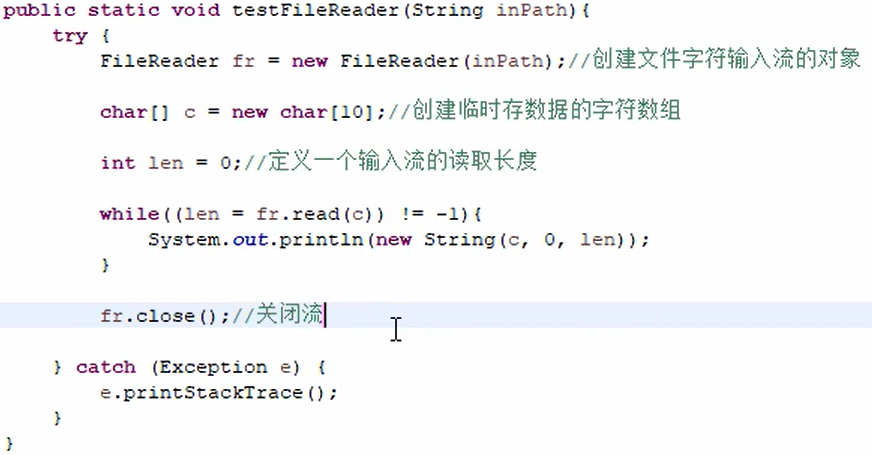 public static void testFileReader(String inPath){
try {
FileReader fr = new FileReader(inPath);//创建文件字符输入流的对象
char[] c = new char[10];//创建临时存数据的字符数组
int len = 0;//定义一个输入流的读取长度
while((len = fr.read(c)) != -1){
System.out.println(new String(c, 0, len));
}
fr.close();//关闭流
} catch (Exception e) {
e.printStackTrace();
}
}